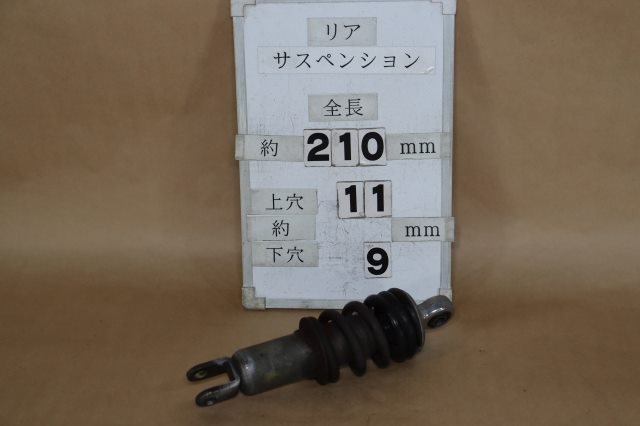 リア
サスペンション
全長
約 210 mm
上穴 11
約 mm
下穴 9